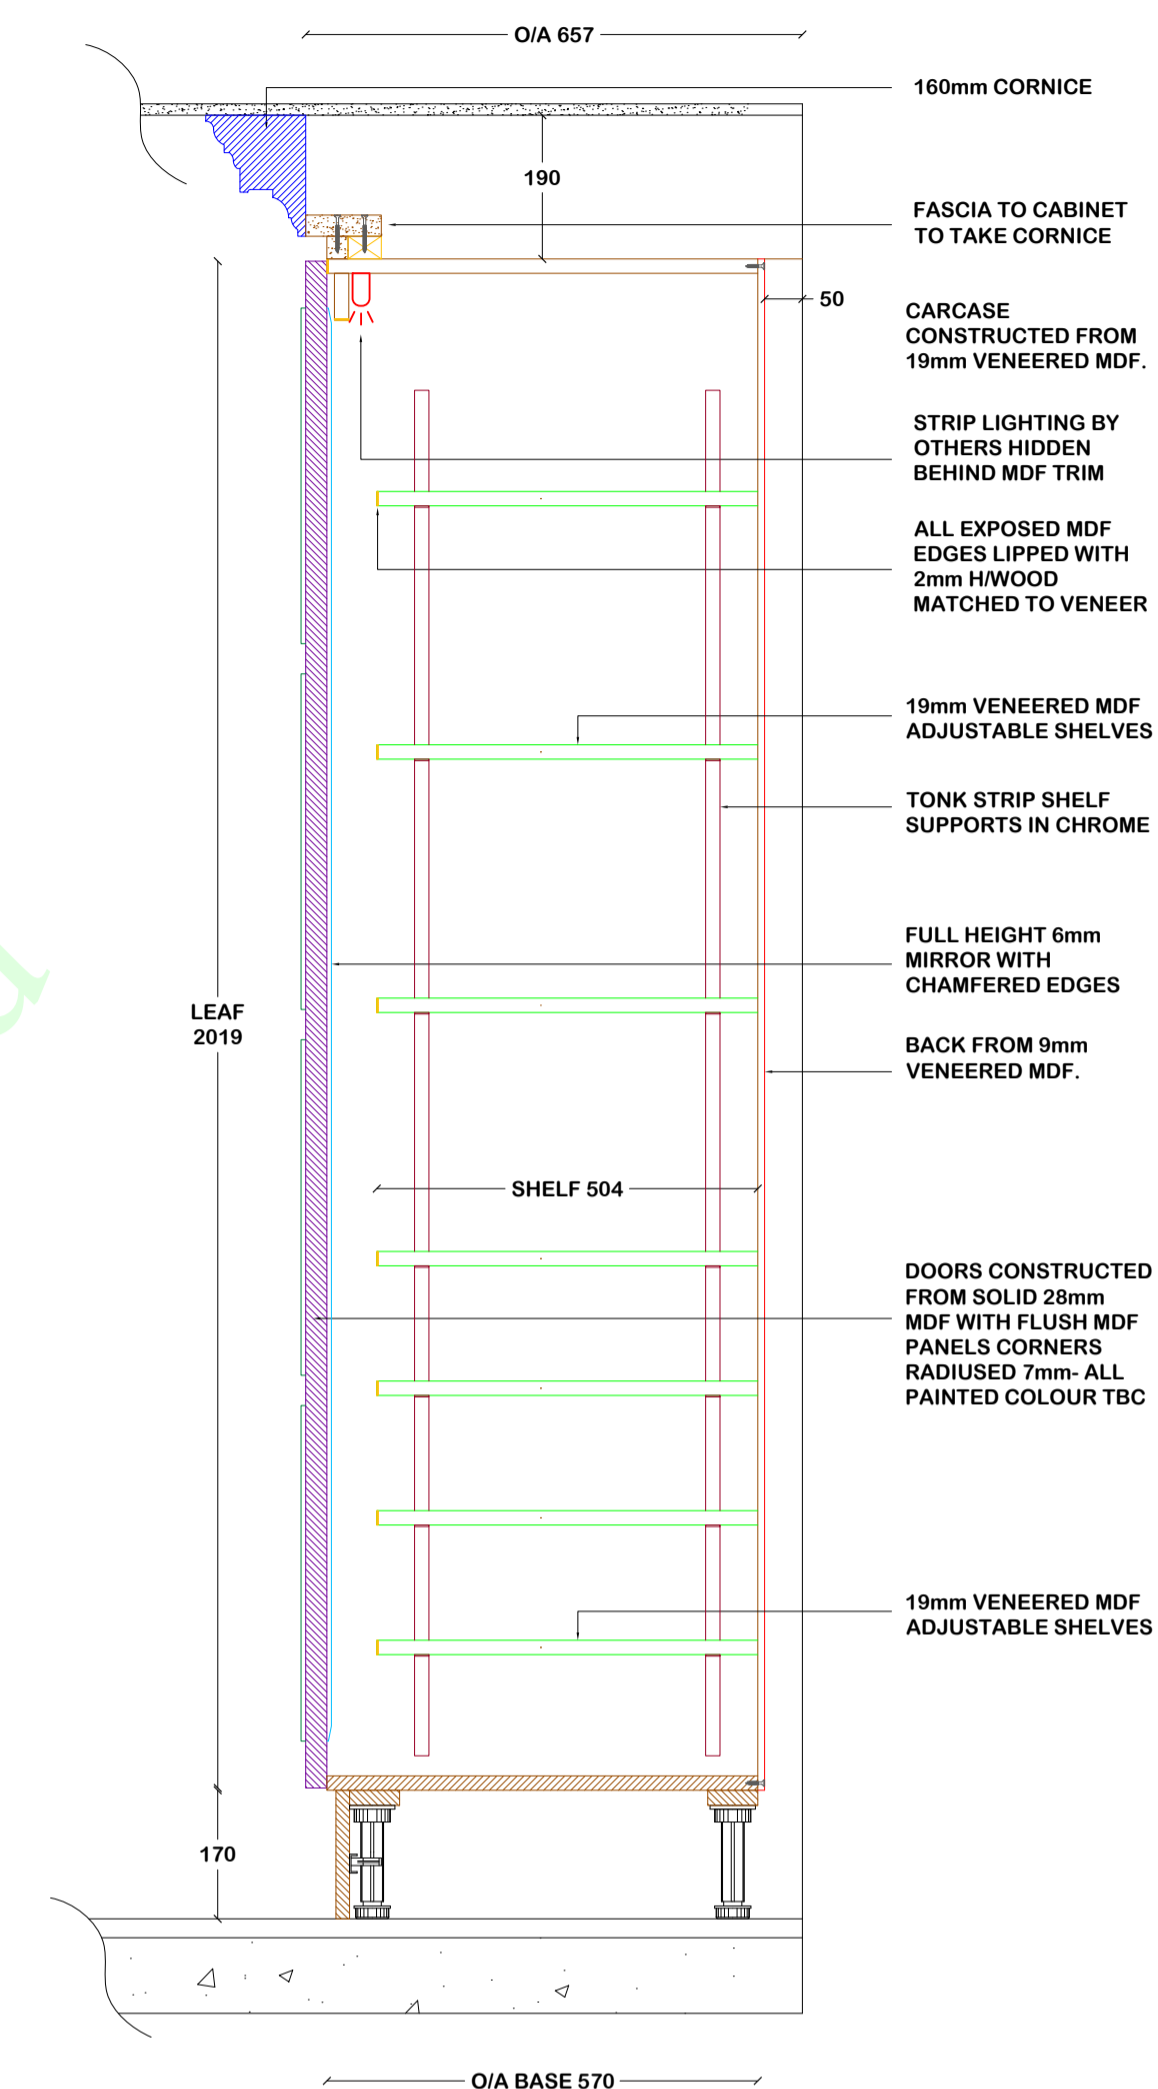 O/A 657
160mm CORNICE
190
FASCIA TO CABINET
TO TAKE CORNICE
50
CARCASE
CONSTRUCTED FROM
19mm VENEERED MDF.
STRIP LIGHTING BY
OTHERS HIDDEN
BEHIND MDF TRIM
ALL EXPOSED MDF
EDGES LIPPED WITH
2mm H/WOOD
MATCHED TO VENEER
19mm VENEERED MDF
ADJUSTABLE SHELVES
TONK STRIP SHELF
SUPPORTS IN CHROME
FULL HEIGHT 6mm
MIRROR WITH
CHAMFERED EDGES
LEAF
2019
BACK FROM 9mm
VENEERED MDF.
SHELF 504
DOORS CONSTRUCTED
FROM SOLID 28mm
MDF WITH FLUSH MDF
PANELS CORNERS
RADIUSED 7mm- ALL
PAINTED COLOUR TBC
19mm VENEERED MDF
ADJUSTABLE SHELVES
170
O/A BASE 570